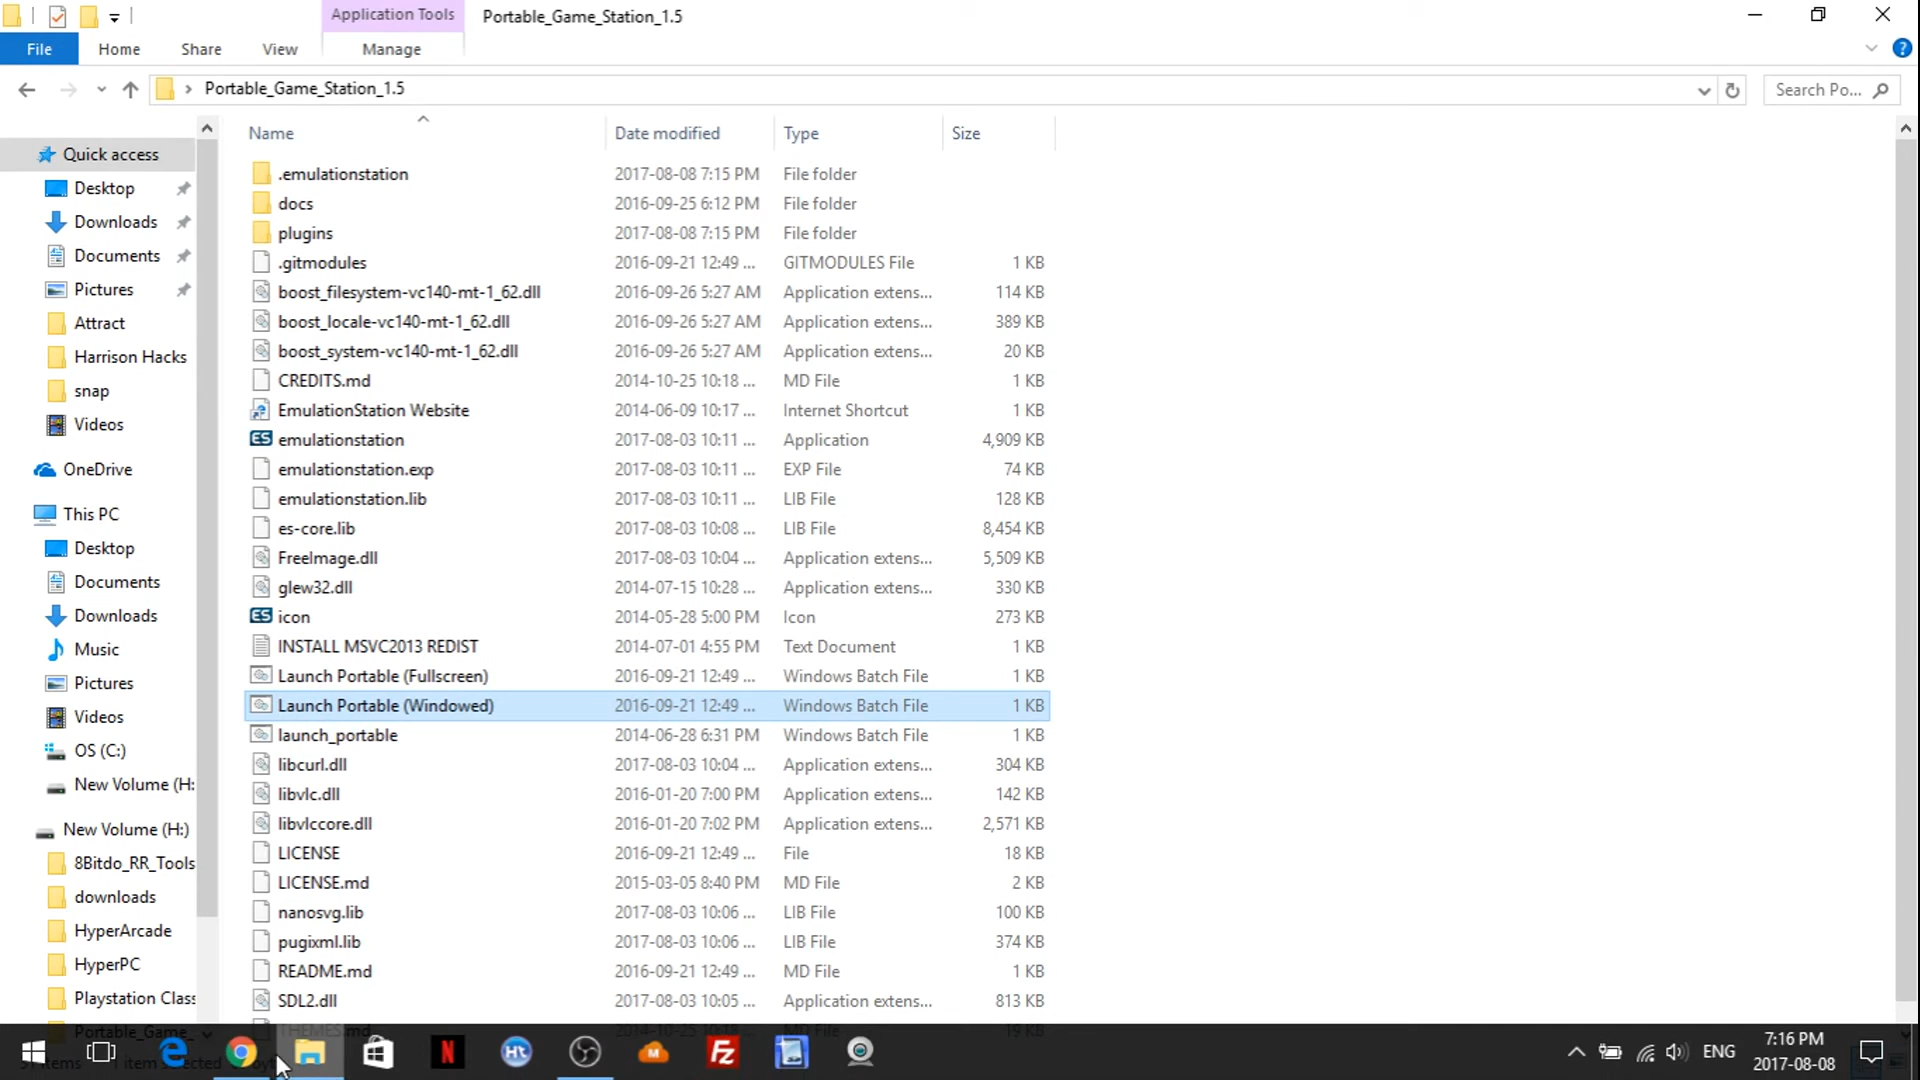 Application Tools
Portable_Game_Station_1.5
File
Home
Share
View
Manage
Portable_Game_Station_1.5
Search Po...
Name
Date modified
Type
Size
Quick access
Desktop
Downloads
Documents
Pictures
Attract
Harrison Hacks
snap
Videos
OneDrive
This PC
Desktop
Documents
Downloads
Music
Pictures
Videos
OS (C:)
New Volume (H:
New Volume (H:)
8Bitdo_RR_Tools
downloads
HyperArcade
HyperPC
Playstation Class
Portable_Game_
.emulationstation 2017-08-08 7:15 PM File folder
docs 2016-09-25 6:12 PM File folder
plugins 2017-08-08 7:15 PM File folder
.gitmodules 2016-09-21 12:49 ... GITMODULES File 1 KB
boost_filesystem-vc140-mt-1_62.dll 2016-09-26 5:27 AM Application extens... 114 KB
boost_locale-vc140-mt-1_62.dll 2016-09-26 5:27 AM Application extens... 389 KB
boost_system-vc140-mt-1_62.dll 2016-09-26 5:27 AM Application extens... 20 KB
CREDITS.md 2014-10-25 10:18 ... MD File 1 KB
EmulationStation Website 2014-06-09 10:17 ... Internet Shortcut 1 KB
ES emulationstation 2017-08-03 10:11 ... Application 4,909 KB
emulationstation.exp 2017-08-03 10:11 ... EXP File 74 KB
emulationstation.lib 2017-08-03 10:11 ... LIB File 128 KB
es-core.lib 2017-08-03 10:08 ... LIB File 8,454 KB
FreeImage.dll 2017-08-03 10:04 ... Application extens... 5,509 KB
glew32.dll 2014-07-15 10:28 ... Application extens... 330 KB
ES icon 2014-05-28 5:00 PM Icon 273 KB
INSTALL MSVC2013 REDIST 2014-07-01 4:55 PM Text Document 1 KB
Launch Portable (Fullscreen) 2016-09-21 12:49 ... Windows Batch File 1 KB
Launch Portable (Windowed) 2016-09-21 12:49 ... Windows Batch File 1 KB
launch_portable 2014-06-28 6:31 PM Windows Batch File 1 KB
libcurl.dll 2017-08-03 10:04 ... Application extens... 304 KB
libvlc.dll 2016-01-20 7:00 PM Application extens... 142 KB
libvlccore.dll 2016-01-20 7:02 PM Application extens... 2,571 KB
LICENSE 2016-09-21 12:49 ... File 18 KB
LICENSE.md 2015-03-05 8:40 PM MD File 2 KB
nanosvg.lib 2017-08-03 10:06 ... LIB File 100 KB
pugixml.lib 2017-08-03 10:06 ... LIB File 374 KB
README.md 2016-09-21 12:49 ... MD File 1 KB
SDL2.dll 2017-08-03 10:05 ... Application extens... 813 KB
THEMES.md 2014-10-25 10:18 ... MD File 19 KB
items 1 item selected
ENG
7:16 PM
2017-08-08